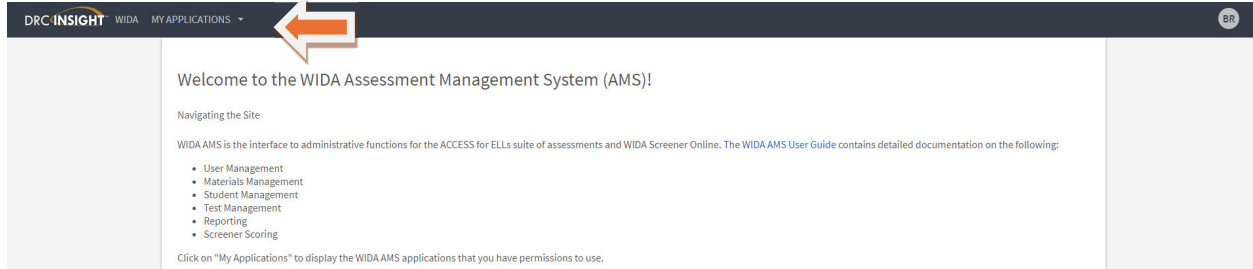 DRC INSIGHT WIDA MY APPLICATIONS BR
Welcome to the WIDA Assessment Management System (AMS)!
Navigating the Site
WIDA AMS is the interface to administrative functions for the ACCESS for ELLs suite of assessments and WIDA Screener Online. The WIDA AMS User Guide contains detailed documentation on the following:
• User Management
• Materials Management
• Student Management
• Test Management
• Reporting
• Screener Scoring
Click on "My Applications" to display the WIDA AMS applications that you have permissions to use.